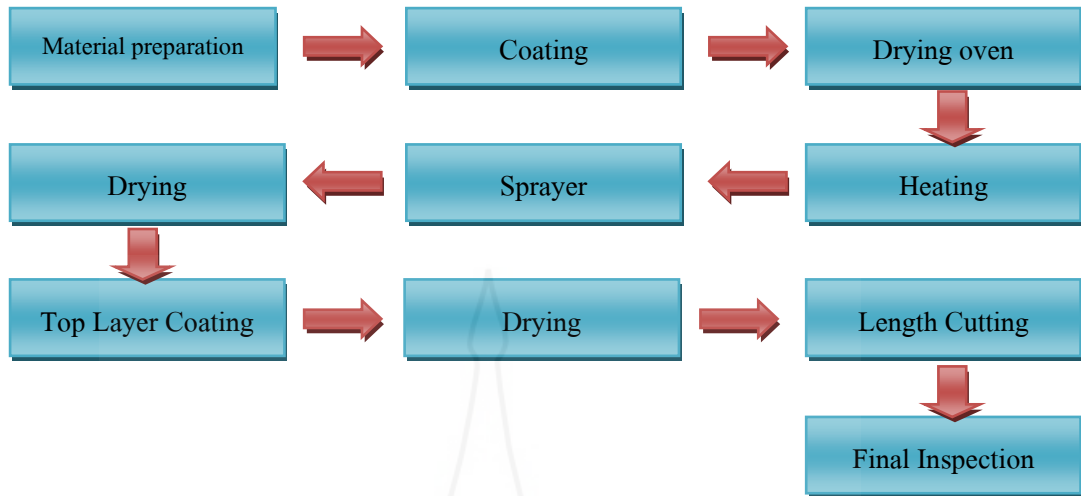 Material preparation
Coating
Drying oven
Drying
Sprayer
Heating
Top Layer Coating
Drying
Length Cutting
Final Inspection